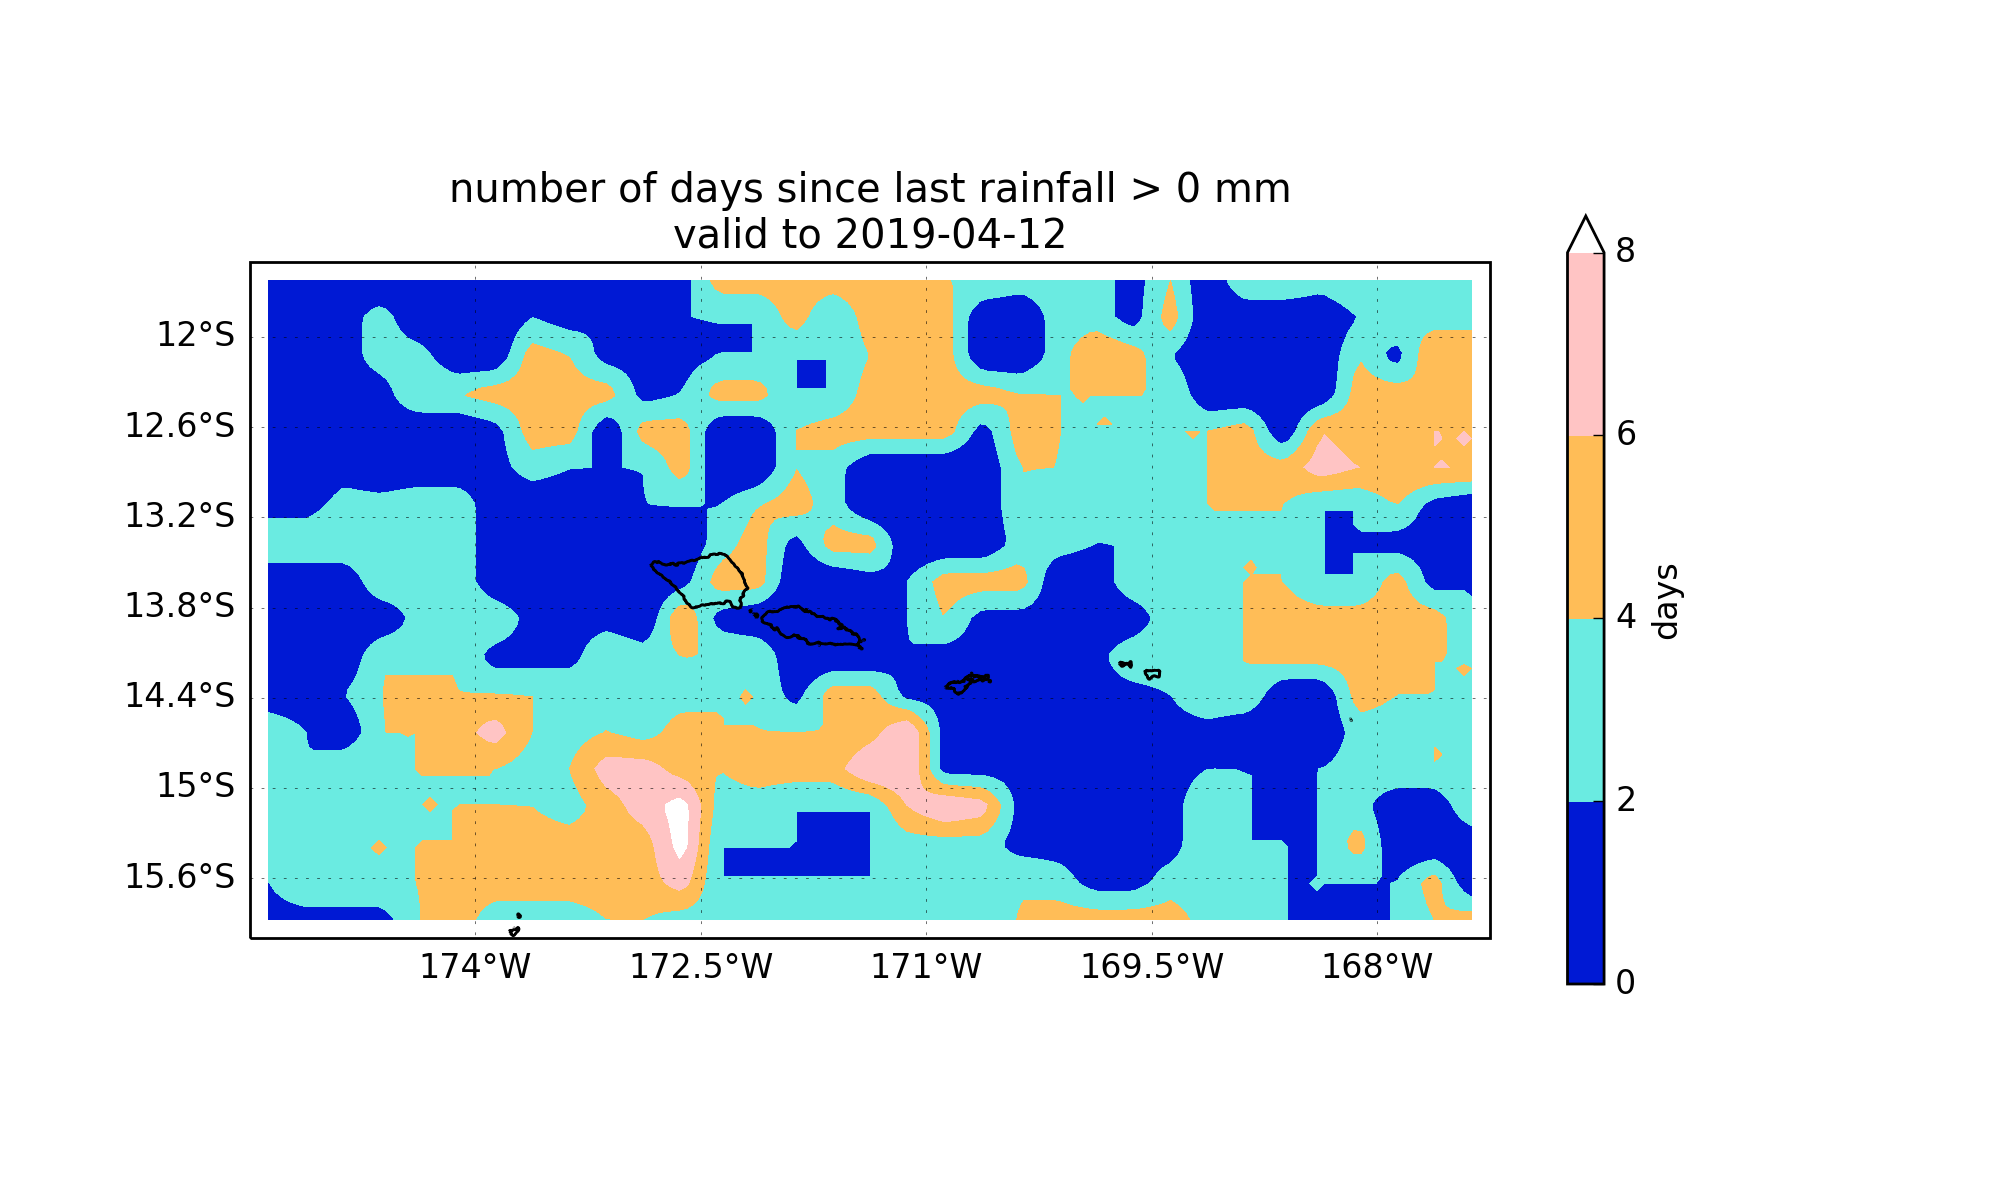 number of days since last rainfall > 0 mm
valid to 2019-04-12
12°S
12.6°S
13.2°S
13.8°S
14.4°S
15°S
15.6°S
174°W 172.5°W 171°W 169.5°W 168°W
8
6
4
2
0
days